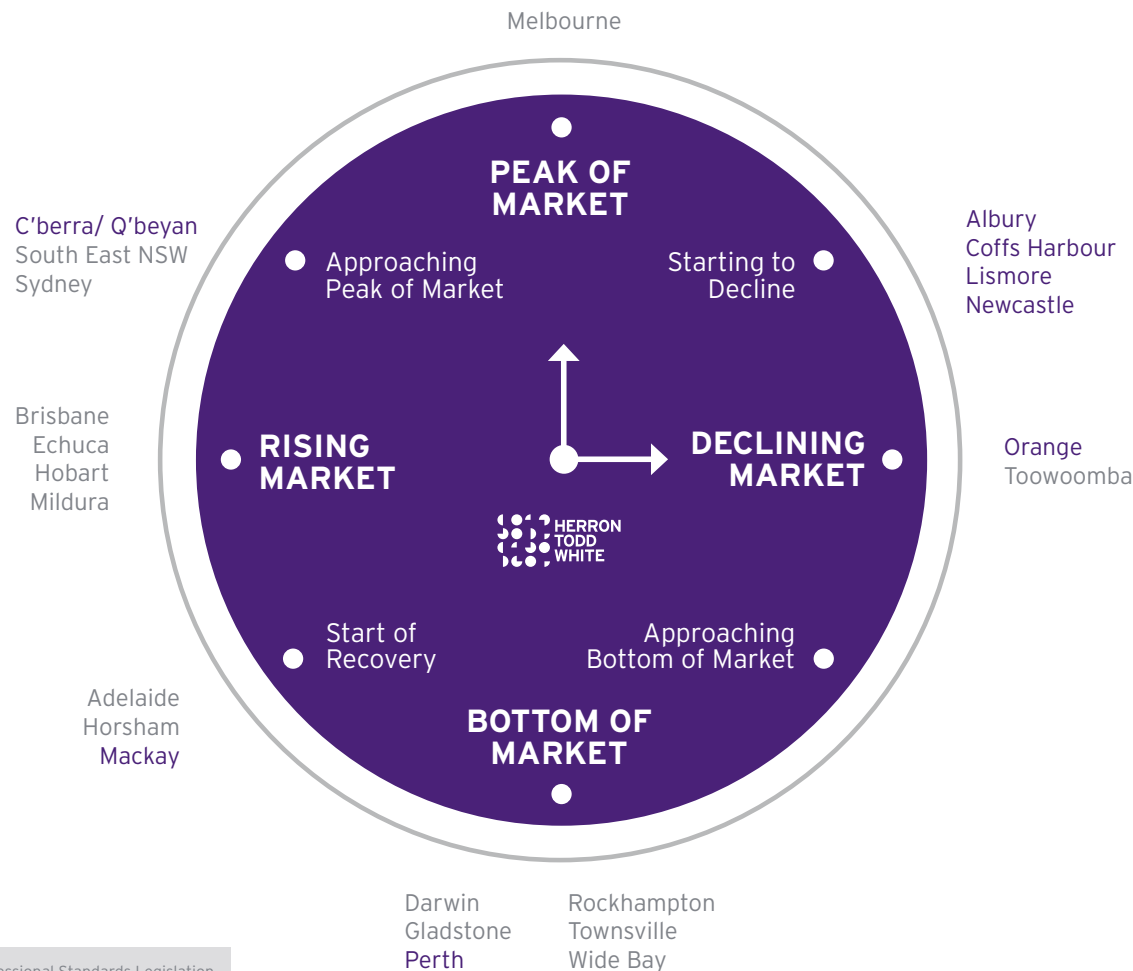 Melbourne
PEAK OF
MARKET
C'berra/ Q'beyan
South East NSW
Sydney
Approaching
Peak of Market
Starting to
Decline
Albury
Coffs Harbour
Lismore
Newcastle
Brisbane
Echuca
Hobart
Mildura
RISING
MARKET
DECLINING
MARKET
Orange
Toowoomba
HERRON
TODD
WHITE
Start of
Recovery
Approaching
Bottom of Market
Adelaide
Horsham
Mackay
BOTTOM OF
MARKET
Darwin
Gladstone
Perth
Rockhampton
Townsville
Wide Bay
Standards Legislation